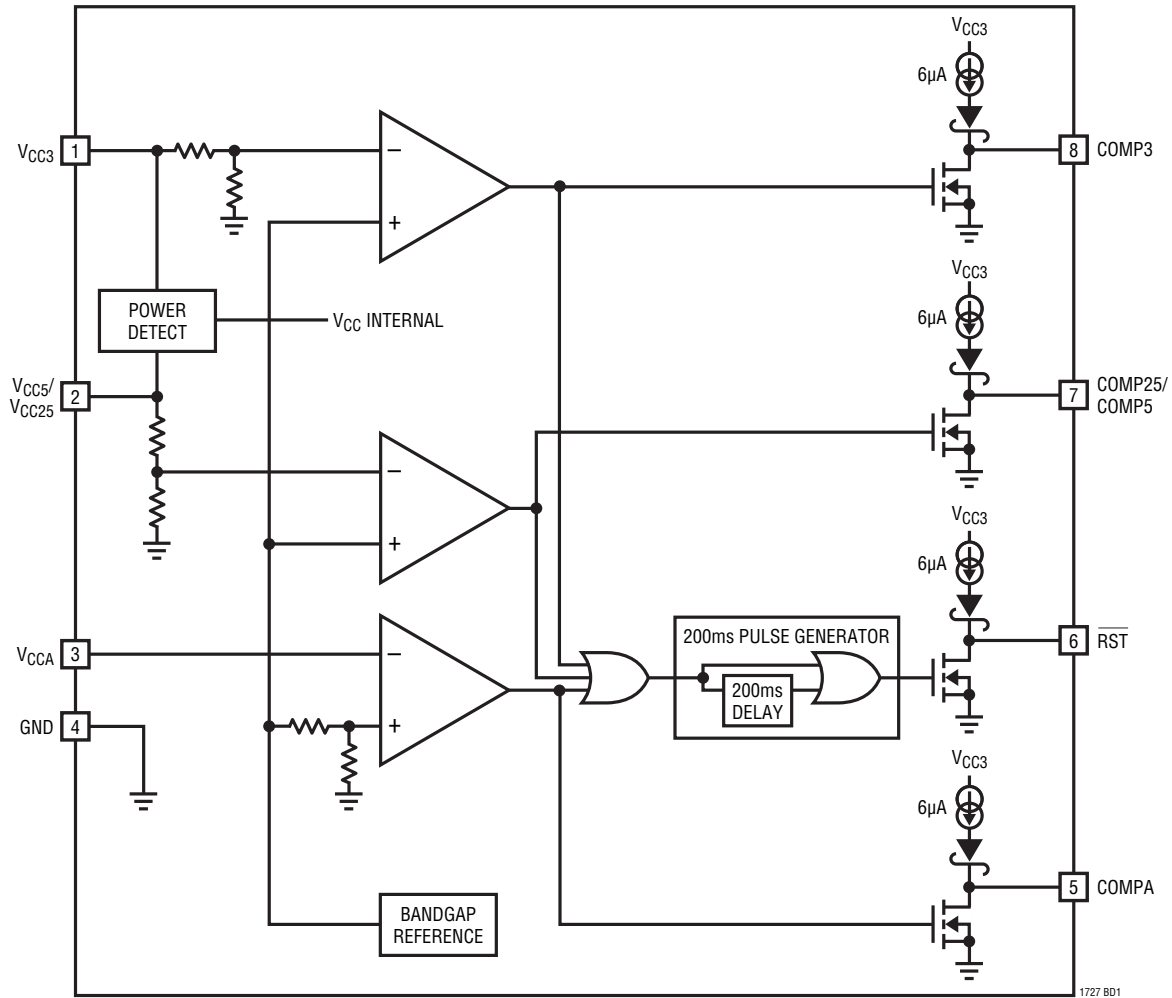 VCC3
6µA
VCC3
1
−
+
8
COMP3
POWER
DETECT
VCC INTERNAL
VCC3
6µA
VCC5/
VCC25
2
−
+
7
COMP25/
COMP5
VCC3
6µA
VCCA
3
−
+
200ms PULSE GENERATOR
200ms
DELAY
6
RST
GND
4
VCC3
6µA
BANDGAP
REFERENCE
5
COMPA
1727 BD1